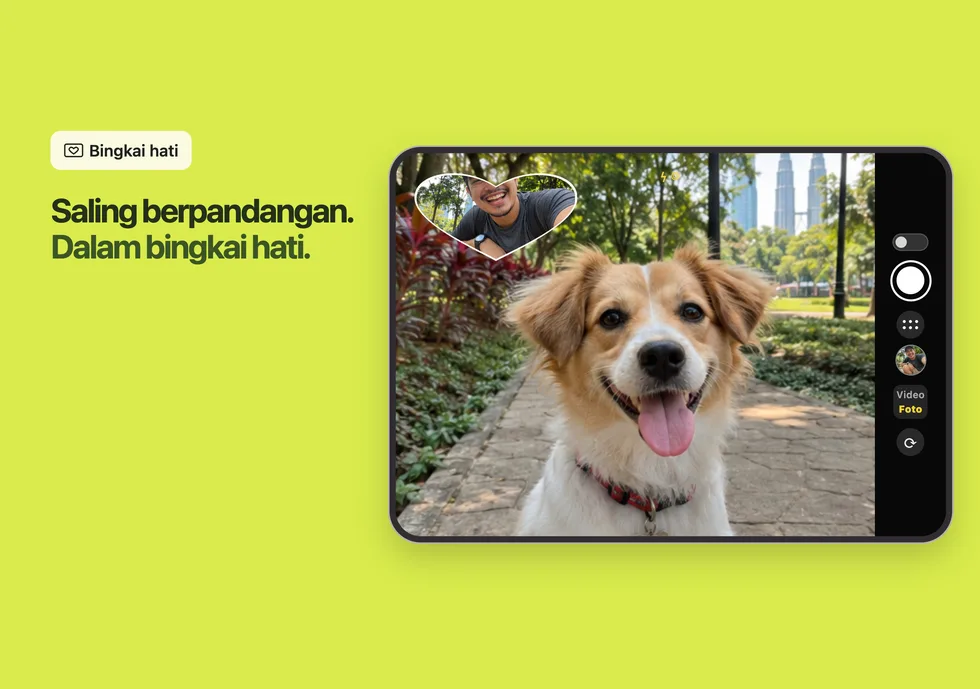 Bingkai hati
Saling berpandangan.
Dalam bingkai hati.
Video
Foto